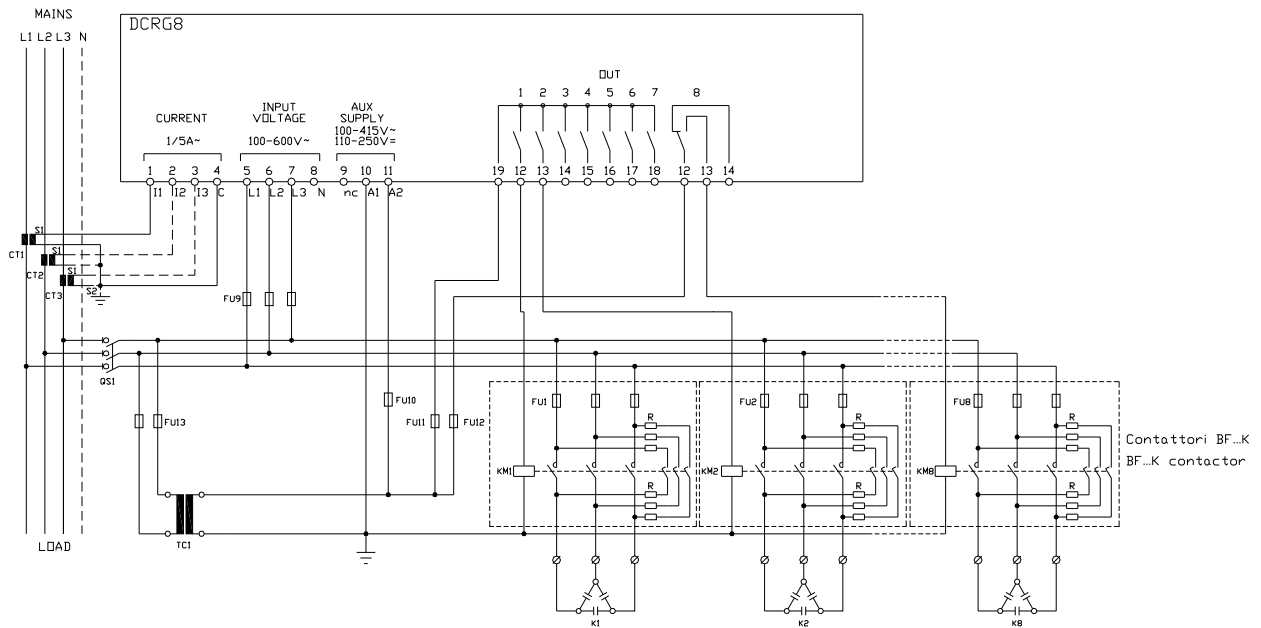 MAINS
L1 L2 L3 N
DCRG8
OUT
1 2 3 4 5 6 7 8
CURRENT
1/5A~
INPUT
VOLTAGE
100-600V~
AUX
SUPPLY
100-415V~
110-250V=
1 2 3 4 5 6 7 8 9 10 11 19 12 13 14 15 16 17 18 12 13 14
I1 I2 I3 C L1 L2 L3 N nc A1 A2
S1
CT1
S1
CT2
S1
CT3
S2
FU9
QS1
FU10
FU13
FU11
FU12
FU1
R
KM1
R
FU2
R
KM2
R
FU8
R
KM8
R
Contattori BF...K
BF...K contactor
LOAD
TC1
K1
K2
K8